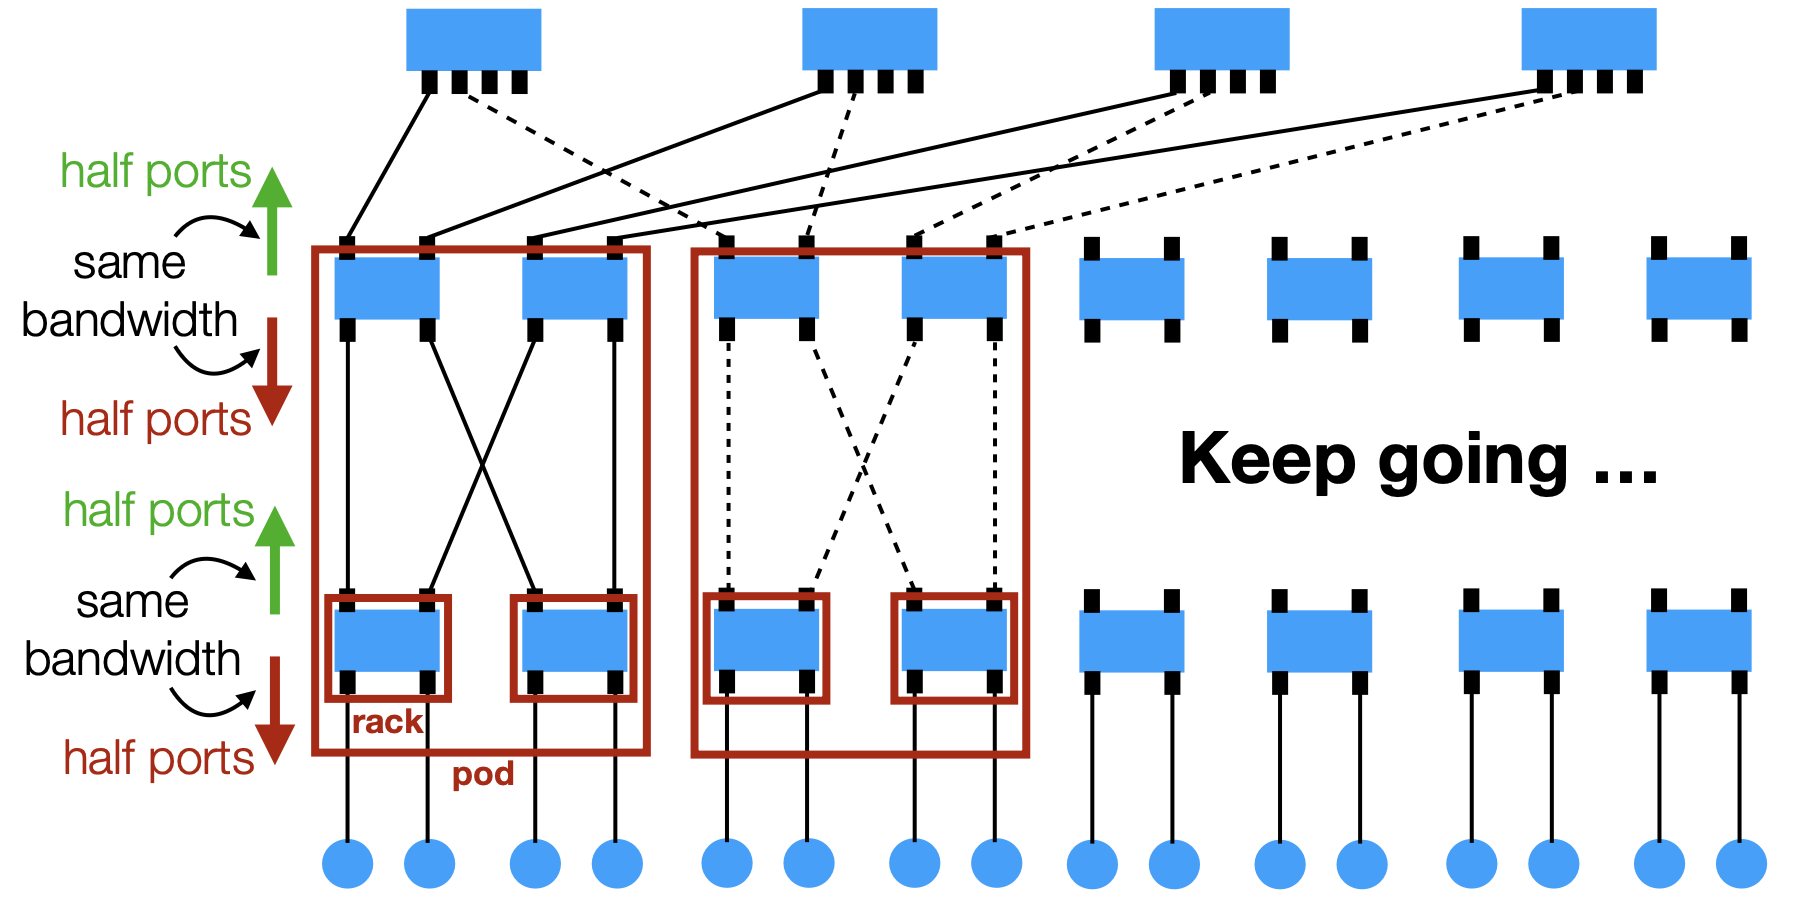 half ports
same
bandwidth
half ports
Keep going ...
half ports
same
bandwidth
half ports
rack
pod